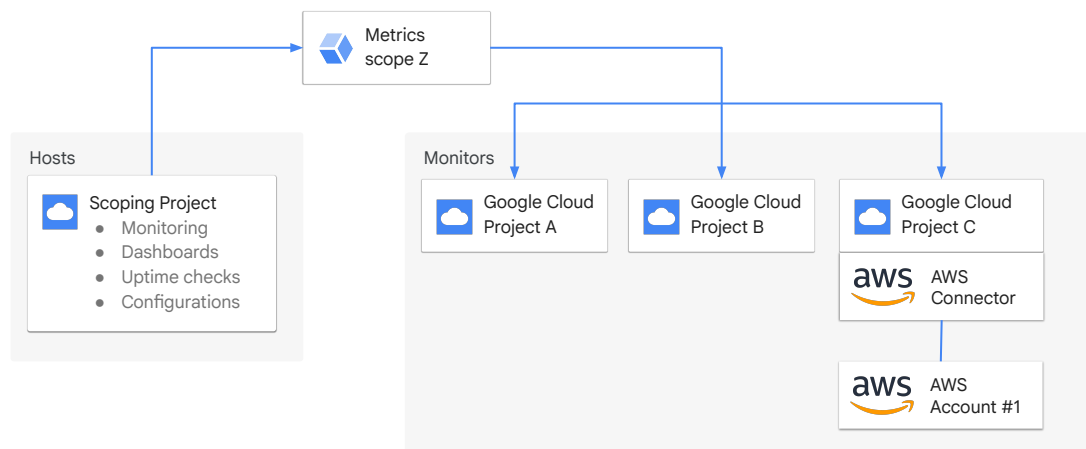 Metrics
scope Z
Hosts
Scoping Project
● Monitoring
● Dashboards
● Uptime checks
● Configurations
Monitors
Google Cloud
Project A
Google Cloud
Project B
Google Cloud
Project C
aws
AWS
Connector
aws
AWS
Account #1